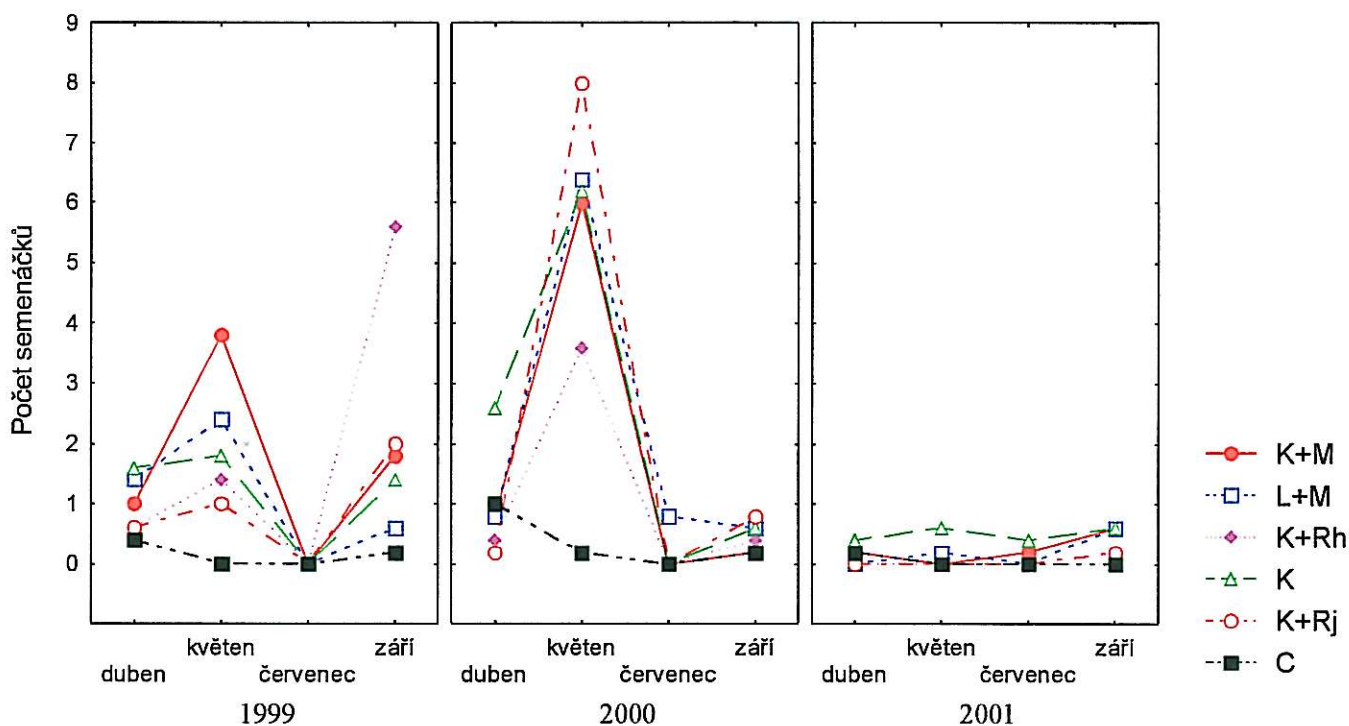 Počet semenáčků
9
8
7
6
5
4
3
2
1
0
duben
květen
červenec
září
1999
duben
květen
červenec
září
2000
duben
květen
červenec
září
2001
K+M
L+M
K+Rh
K
K+Rj
C